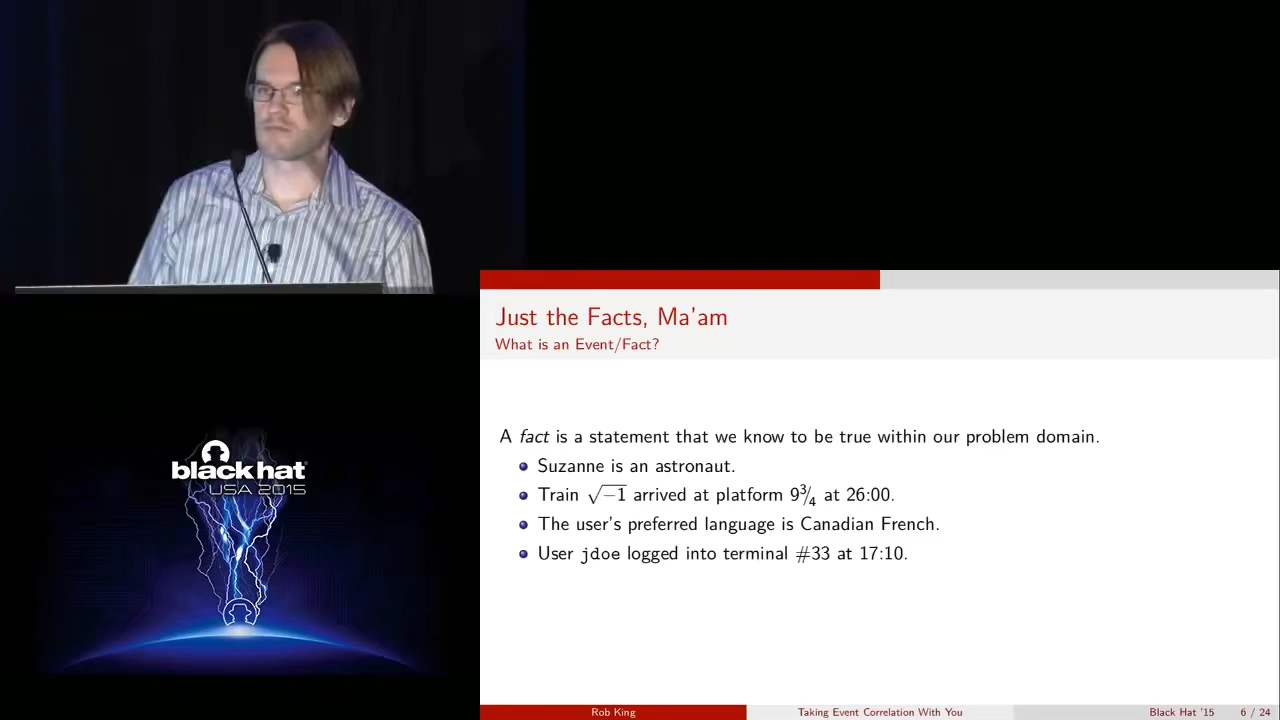 Just the Facts, Ma'am
What is an Event/Fact?
A fact is a statement that we know to be true within our problem domain.
Suzanne is an astronaut.
Train √−1 arrived at platform 9¾ at 26:00.
The user's preferred language is Canadian French.
User jdoe logged into terminal #33 at 17:10.
black hat
USA 2015
Rob King
Taking Event Correlation With You
Black Hat '15
6 / 24